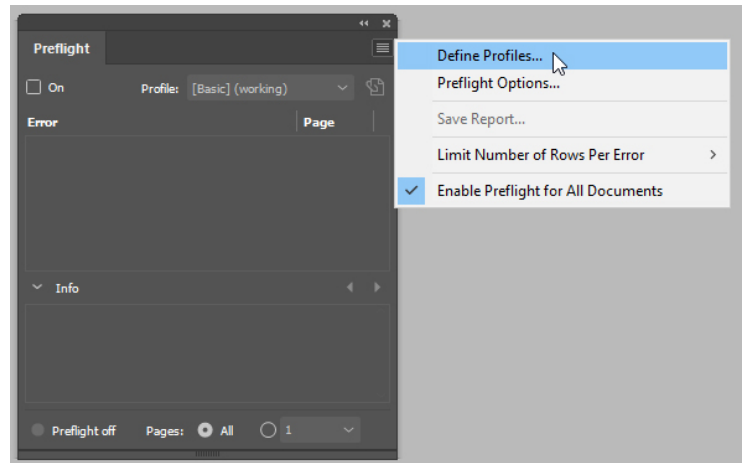 Preflight
On Profile: [Basic] (working)
Error Page
Info
Preflight off Pages: All 1
Define Profiles...
Preflight Options...
Save Report...
Limit Number of Rows Per Error
Enable Preflight for All Documents